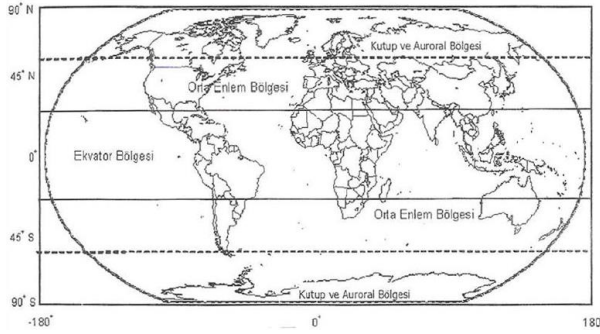 90° N
Kutup ve Auroral Bölgesi
45° N
Orta Enlem Bölgesi
0°
Ekvator Bölgesi
Orta Enlem Bölgesi
45° S
Kutup ve Auroral Bölgesi
90° S
-180° 0° 180